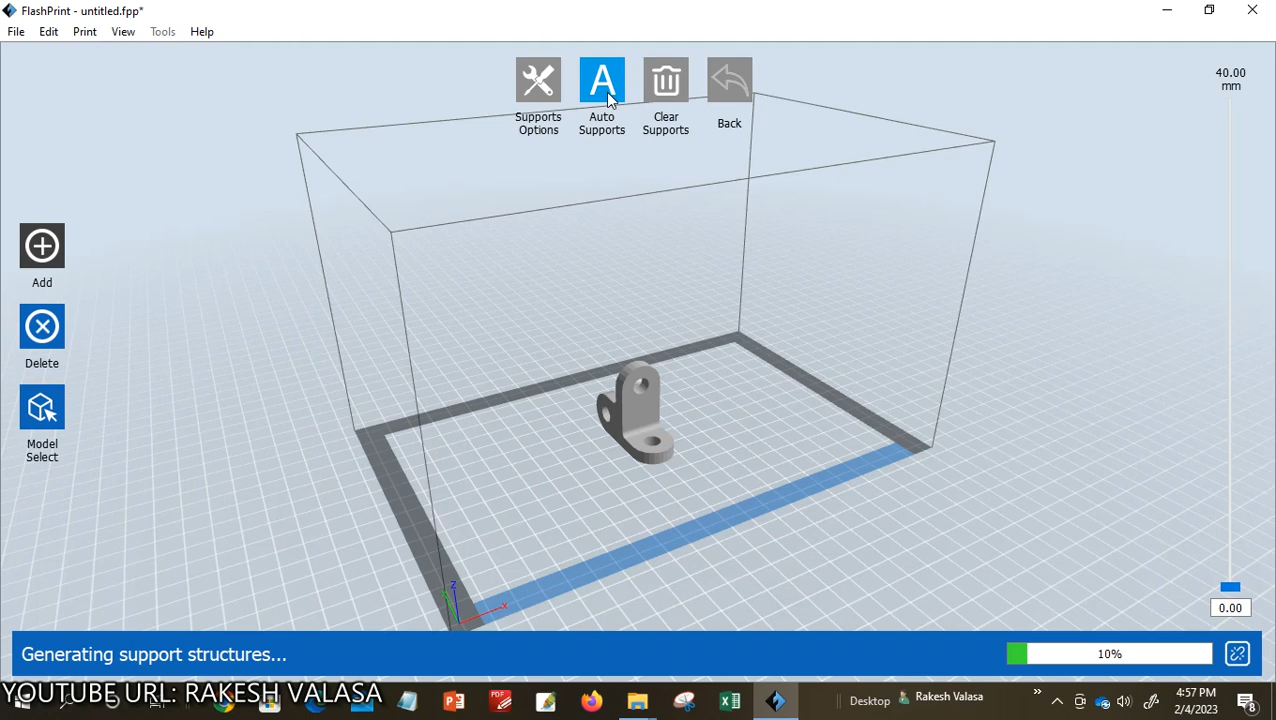 FlashPrint - untitled.fpp*
File Edit Print View Tools Help
40.00
mm
A
Supports
Options
Auto
Supports
Clear
Supports
Back
Add
Delete
Model
Select
z
x
0.00
Generating support structures...
10%
YOUTUBE URL: RAKESH VALASA
PDF
Desktop
Rakesh Valasa
4:57 PM
2/4/2023
8